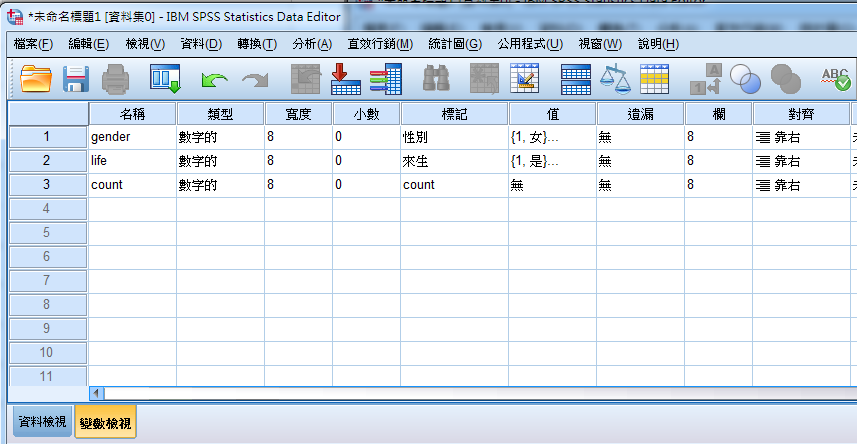 *未命名標題1 [資料集0] - IBM SPSS Statistics Data Editor
檔案(F) 編輯(E) 檢視(V) 資料(D) 轉換(T) 分析(A) 直效行銷(M) 統計圖(G) 公用程式(U) 視窗(W) 說明(H)
ABC
名稱 類型 寬度 小數 標記 值 遺漏 欄 對齊
1 gender 數字的 8 0 性別 {1, 女}... 無 8 靠右
2 life 數字的 8 0 來生 {1, 是}... 無 8 靠右
3 count 數字的 8 0 count 無 無 8 靠右
4
5
6
7
8
9
10
11
資料檢視 變數檢視